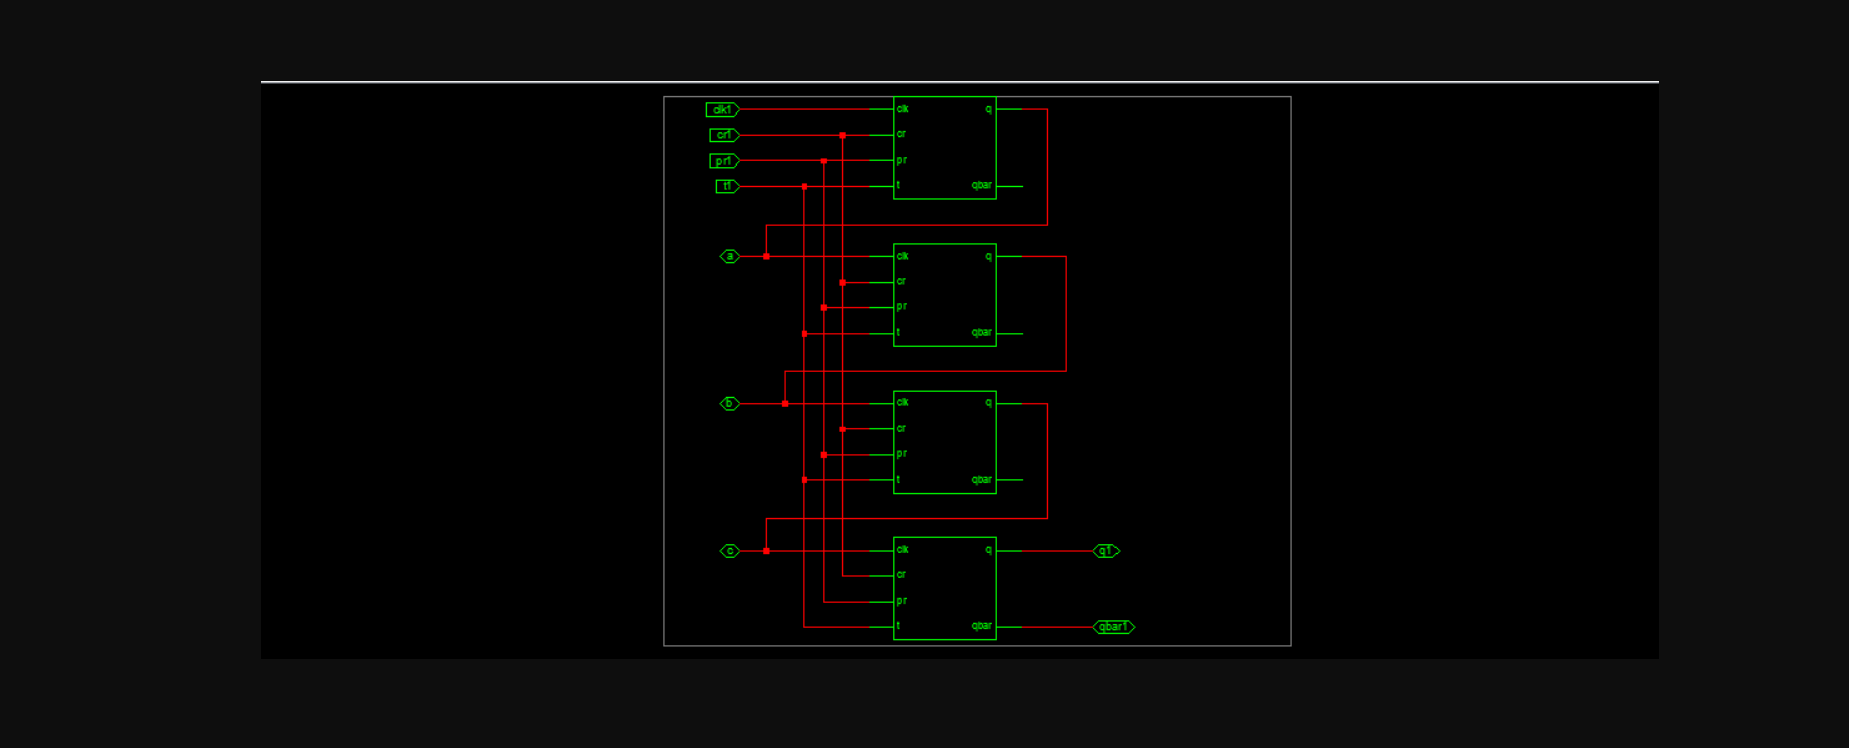 clk1 clk q
cr1 cr
pr1 pr
t1 t qbar
a clk q
cr
pr
t qbar
b clk q
cr
pr
t qbar
c clk q q1
cr
pr
t qbar qbar1